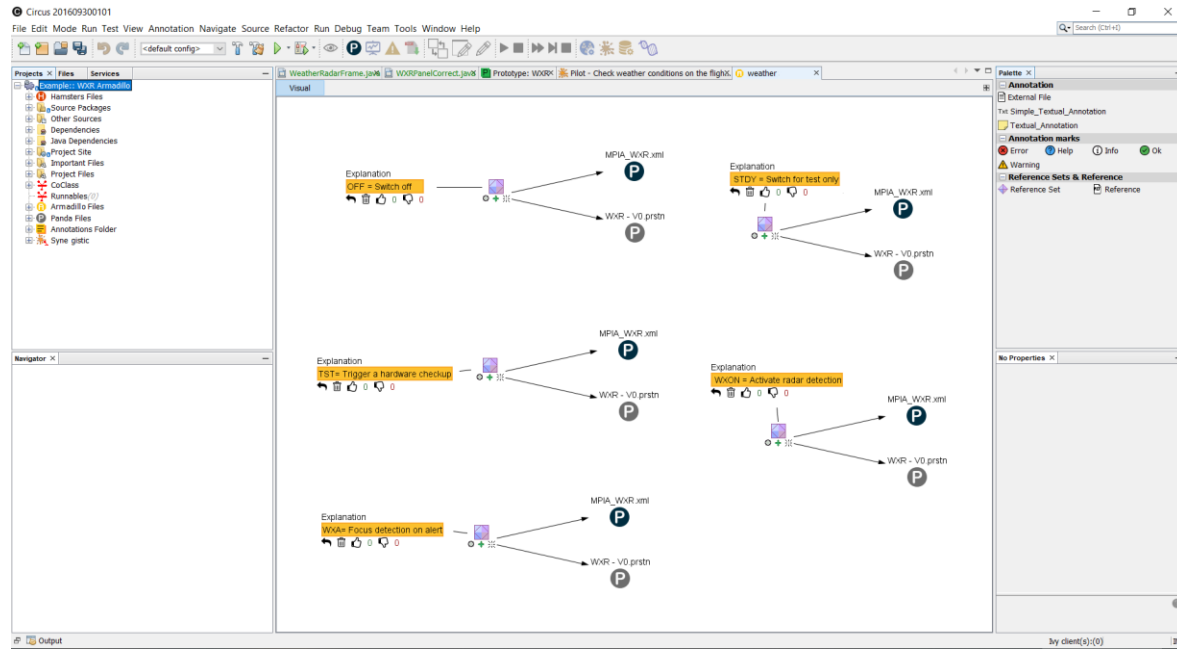 Circus 201609300101
File Edit Mode Run Test View Annotation Navigate Source Refactor Run Debug Team Tools Window Help
Search (Ctrl+I)
<default config>
Projects Files Services
WeatherRadarFrame.java WXRPanelCorrect.java Prototype: WXR Pilot - Check weather conditions on the fligh weather
Palette
Example:: WXR Armadillo
Hamsters Files
Source Packages
Other Sources
Dependencies
Java Dependencies
Project Site
Important Files
Project Files
CoClass
Runnables(0)
Armadillo Files
Panda Files
Annotations Folder
Syne gistic
Navigator
Visual
Explanation
OFF = Switch off
0 0
MPIA_WXR.xml
WXR - V0.prstn
Explanation
STDY = Switch for test only
0 0
MPIA_WXR.xml
WXR - V0.prstn
Explanation
TST= Trigger a hardware checkup
0 0
MPIA_WXR.xml
WXR - V0.prstn
Explanation
WXON = Activate radar detection
0 0
MPIA_WXR.xml
WXR - V0.prstn
Explanation
WXA= Focus detection on alert
0 0
MPIA_WXR.xml
WXR - V0.prstn
Annotation
External File
Txt Simple_Textual_Annotation
Textual_Annotation
Annotation marks
Error Help Info Ok
Warning
Reference Sets & Reference
Reference Set Reference
No Properties
Output
Ivy client(s):(0)